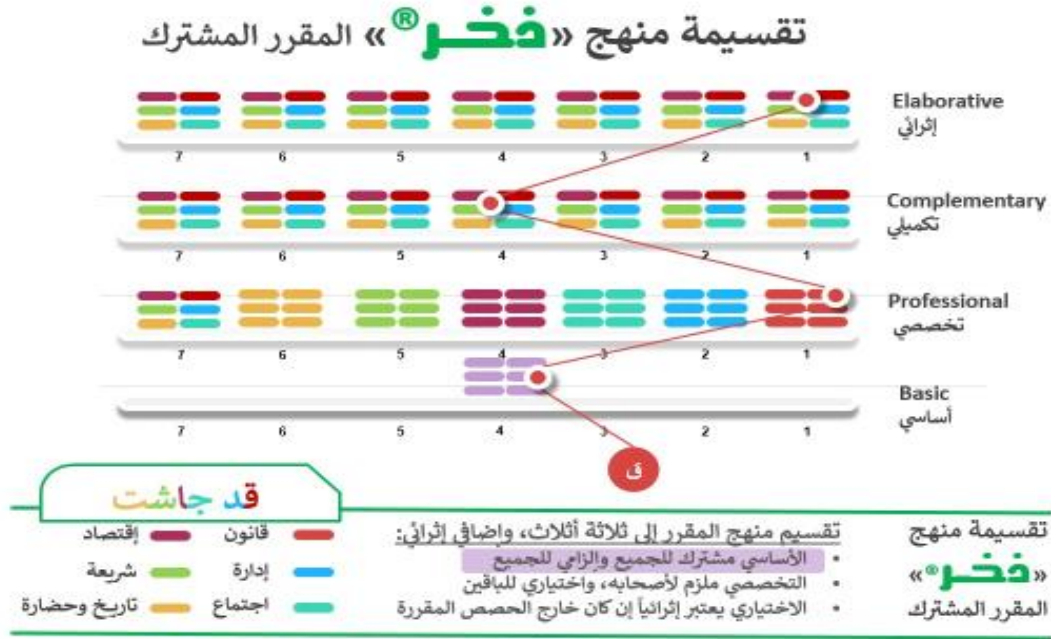 تقسيمة منهج «فخر®» المقرر المشترك
Elaborative
إثرائي
7 6 5 4 3 2 1
Complementary
تكميلي
7 6 5 4 3 2 1
Professional
تخصصي
7 6 5 4 3 2 1
Basic
أساسي
7 6 5 4 3 2 1
ق
قد جاشت
قانون
إقتصاد
إدارة
شريعة
اجتماع
تاريخ وحضارة
تقسيم منهج المقرر إلى ثلاثة أثلاث، وإضافي إثرائي:
• الأساسي مشترك للجميع وإلزامي للجميع
• التخصصي ملزم لأصحابه، واختياري للباقين
• الاختياري يعتبر إثرائياً إن كان خارج الحصص المقررة
تقسيمة منهج
«فخر®»
المقرر المشترك